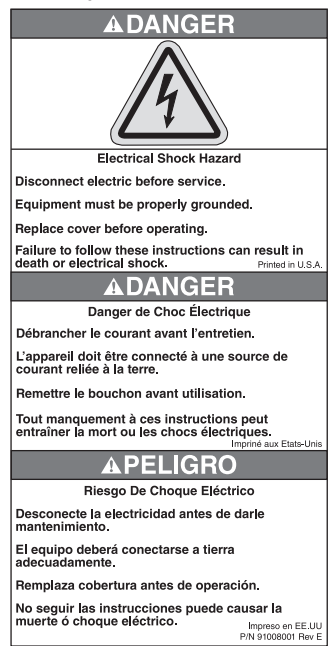 DANGER
Electrical Shock Hazard
Disconnect electric before service.
Equipment must be properly grounded.
Replace cover before operating.
Failure to follow these instructions can result in
death or electrical shock.
Printed in U.S.A.
DANGER
Danger de Choc Électrique
Débrancher le courant avant l'entretien.
L'appareil doit être connecté à une source de
courant reliée à la terre.
Remettre le bouchon avant utilisation.
Tout manquement à ces instructions peut
entraîner la mort ou les chocs électriques.
Impriné aux Etats-Unis
PELIGRO
Riesgo De Choque Eléctrico
Desconecte la electricidad antes de darle
mantenimiento.
El equipo deberá conectarse a tierra
adecuadamente.
Remplaza cobertura antes de operación.
No seguir las instrucciones puede causar la
muerte ó choque eléctrico.
Impreso en EE.UU
P/N 91008001 Rev E